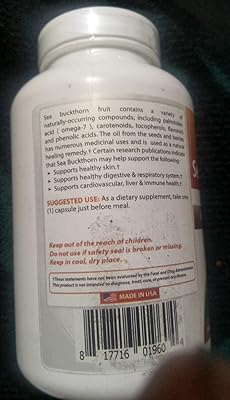 Sea buckthorn fruit contains a variety of
naturally-occurring compounds, including palmitoleic
acid ( omega-7 ), carotenoids, tocopherols, flavonoids
and phenolic acids. The oil from the seeds and berries
has numerous medicinal uses and is used as a natural
healing remedy.† Certain research publications indicate
that Sea Buckthorn may help support the following:
• Supports healthy skin.†
• Supports healthy digestive & respiratory system.†
• Supports cardiovascular, liver & immune health.†
SUGGESTED USE: As a dietary supplement, take one
(1) capsule just before meal.
Keep out of the reach of children.
Do not use if safety seal is broken or missing.
Keep in cool, dry place.
†These statements have not been evaluated by the Food and Drug Administration.
This product is not intended to diagnose, treat, cure, or prevent any disease.
MADE IN USA
8 17716 01960
S